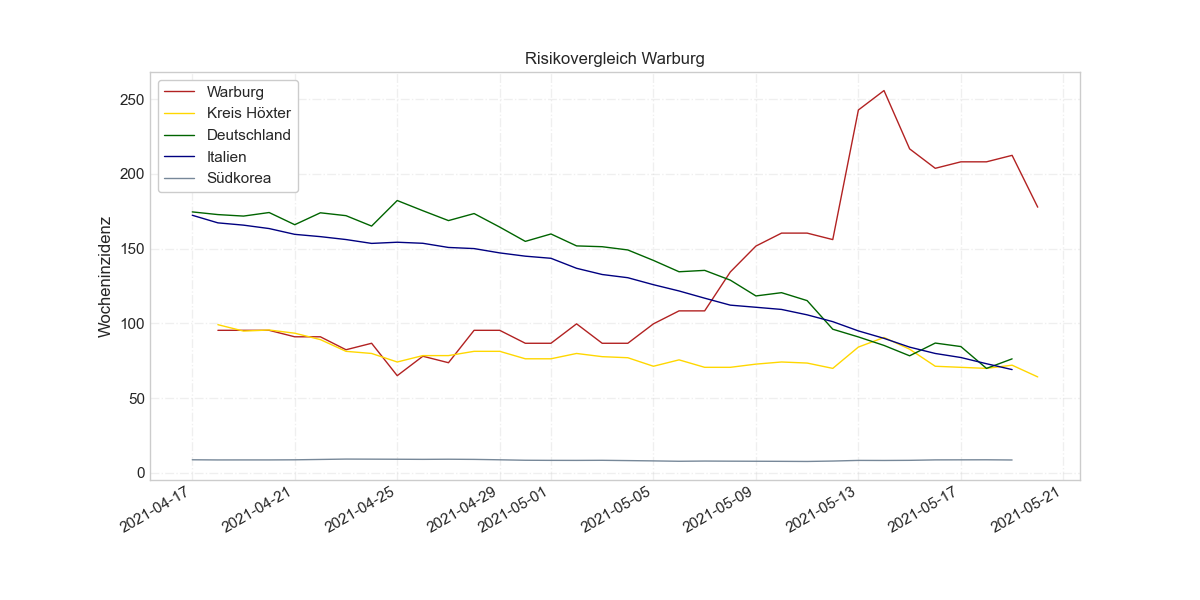 Risikovergleich Warburg
Warburg
Kreis Höxter
Deutschland
Italien
Südkorea
Wocheninzidenz
250
200
150
100
50
0
2021-04-17
2021-04-21
2021-04-25
2021-04-29
2021-05-01
2021-05-05
2021-05-09
2021-05-13
2021-05-17
2021-05-21